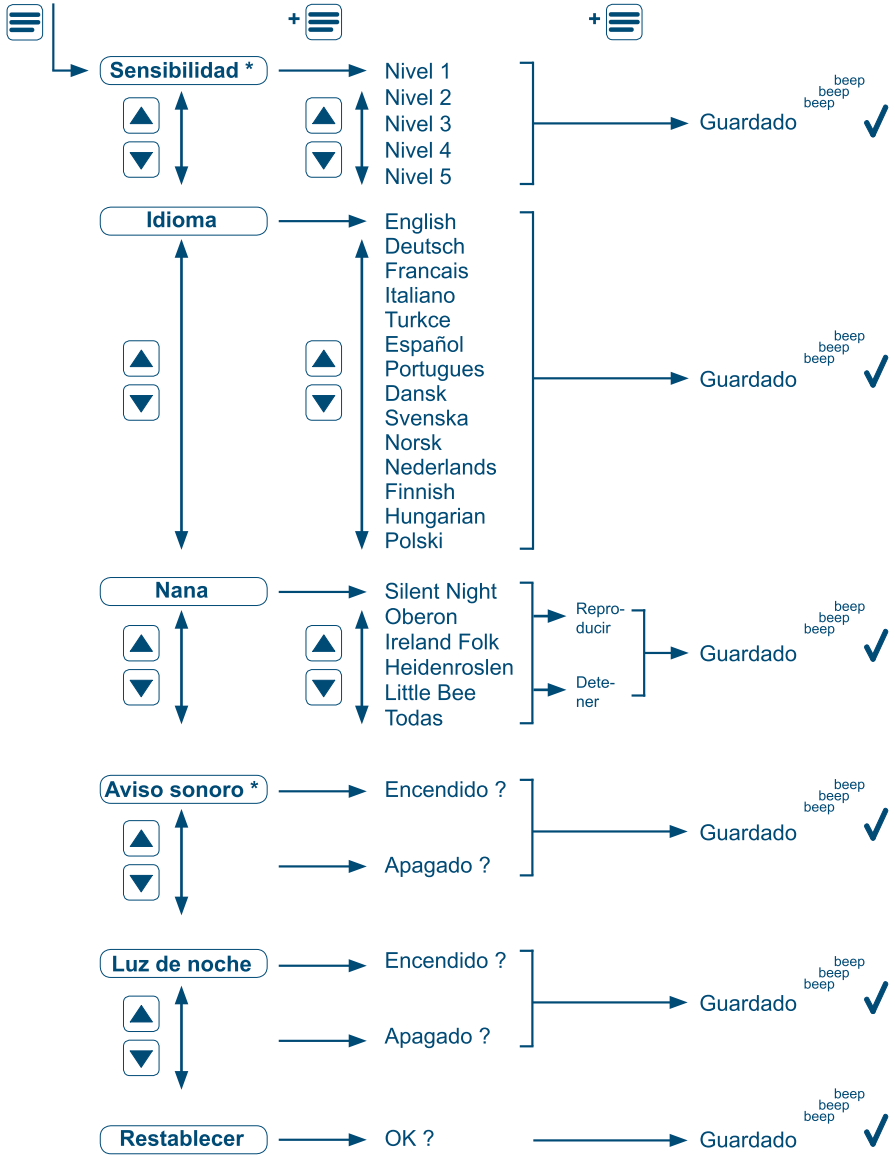 + +
Sensibilidad *
Nivel 1
Nivel 2
Nivel 3
Nivel 4
Nivel 5
Guardado
beep
beep
beep
Idioma
English
Deutsch
Francais
Italiano
Turkce
Español
Portugues
Dansk
Svenska
Norsk
Nederlands
Finnish
Hungarian
Polski
Guardado
beep
beep
beep
Nana
Silent Night
Oberon
Ireland Folk
Heidenroslen
Little Bee
Todas
Repro-
ducir
Dete-
ner
Guardado
beep
beep
beep
Aviso sonoro *
Encendido ?
Apagado ?
Guardado
beep
beep
beep
Luz de noche
Encendido ?
Apagado ?
Guardado
beep
beep
beep
Restablecer
OK ?
Guardado
beep
beep
beep